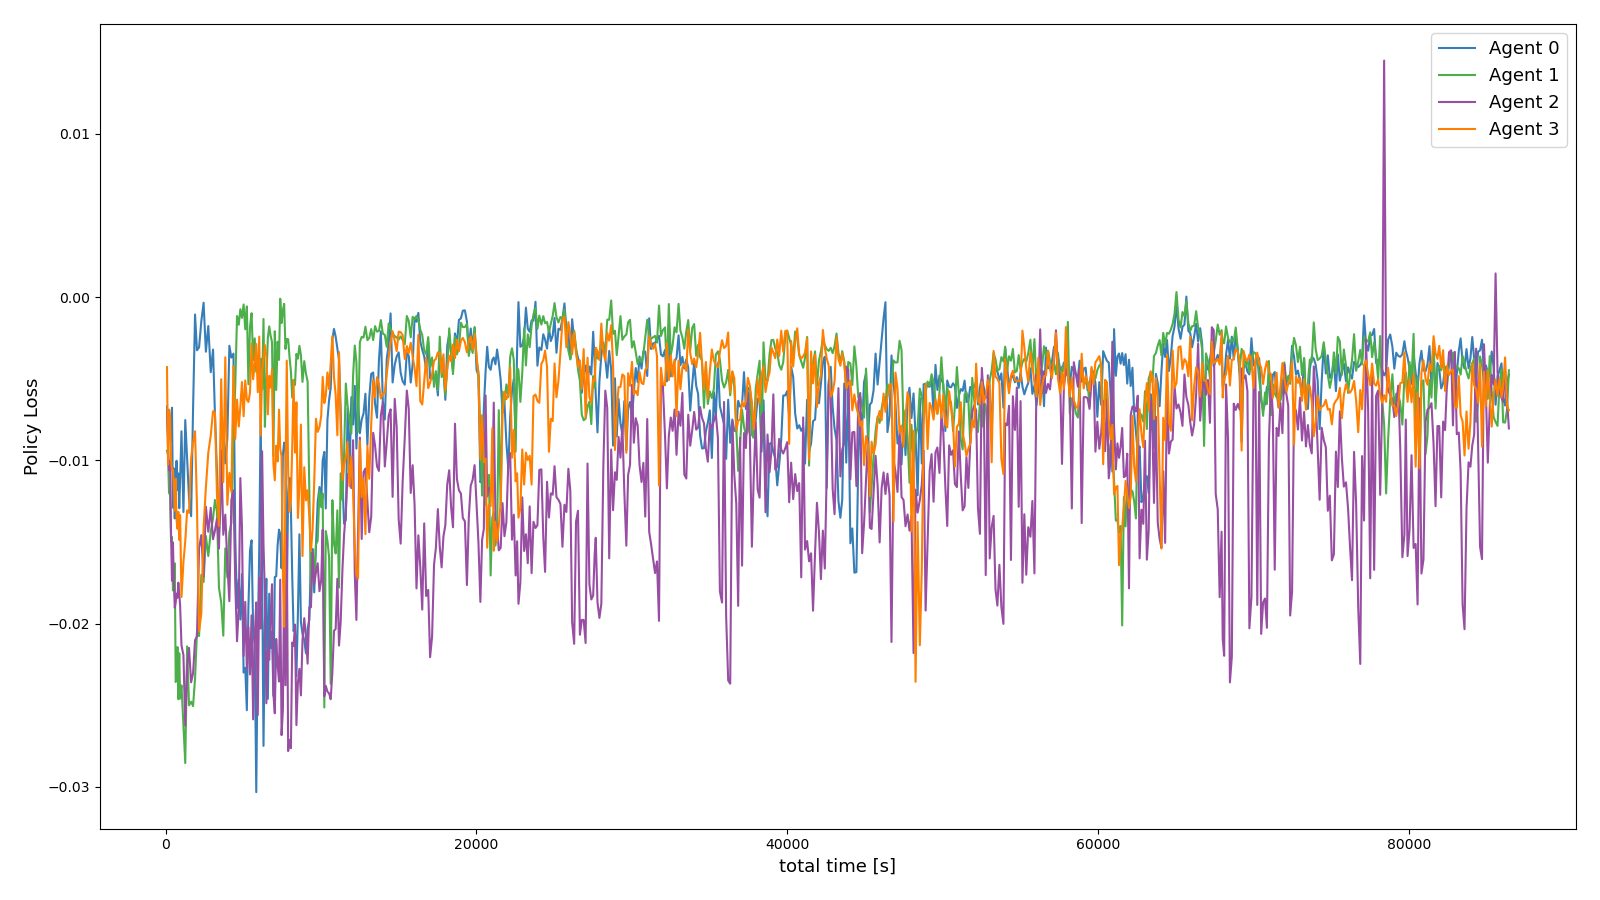 Agent 0
Agent 1
Agent 2
Agent 3
Policy Loss
0.01
0.00
−0.01
−0.02
−0.03
0 20000 40000 60000 80000
total time [s]